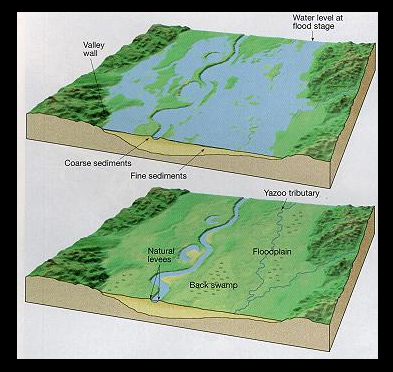 Water level at
flood stage
Valley
wall
Coarse sediments
Fine sediments
Yazoo tributary
Natural
levees
Floodplain
Back swamp